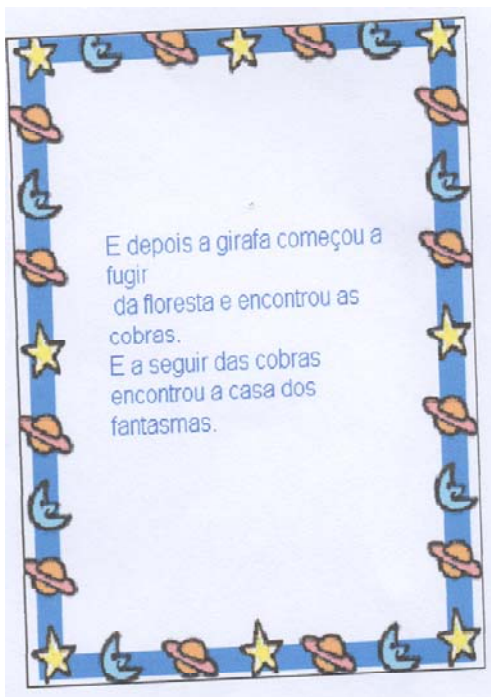 E depois a girafa começou a
fugir
da floresta e encontrou as
cobras.
E a seguir das cobras
encontrou a casa dos
fantasmas.